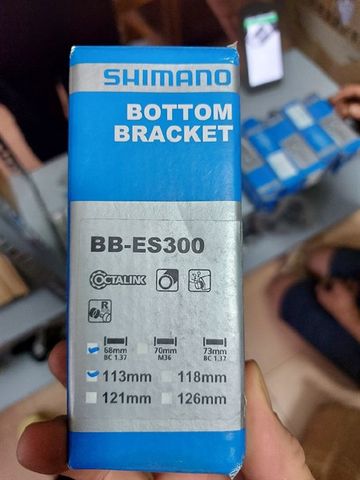 SHIMANO
BOTTOM
BRACKET
BB-ES300
OCTALINK
R
68mm 70mm 73mm
BC 1.37 M36 BC 1.37
113mm 118mm
121mm 126mm